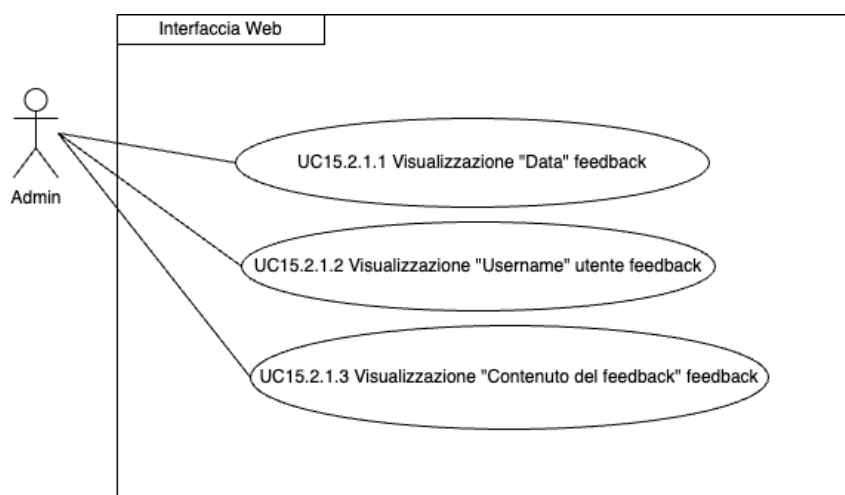 Interfaccia Web
Admin
UC15.2.1.1 Visualizzazione "Data" feedback
UC15.2.1.2 Visualizzazione "Username" utente feedback
UC15.2.1.3 Visualizzazione "Contenuto del feedback" feedback